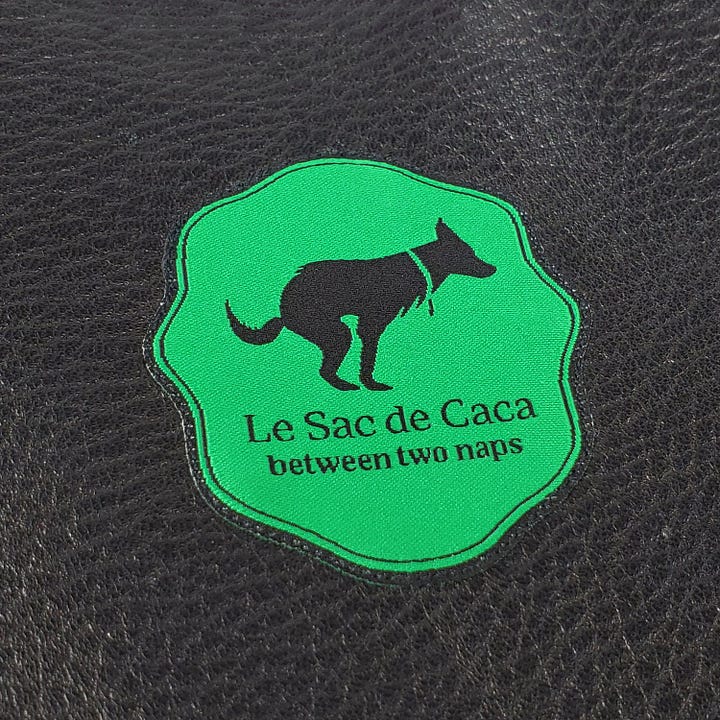 Le Sac de Caca
between two naps